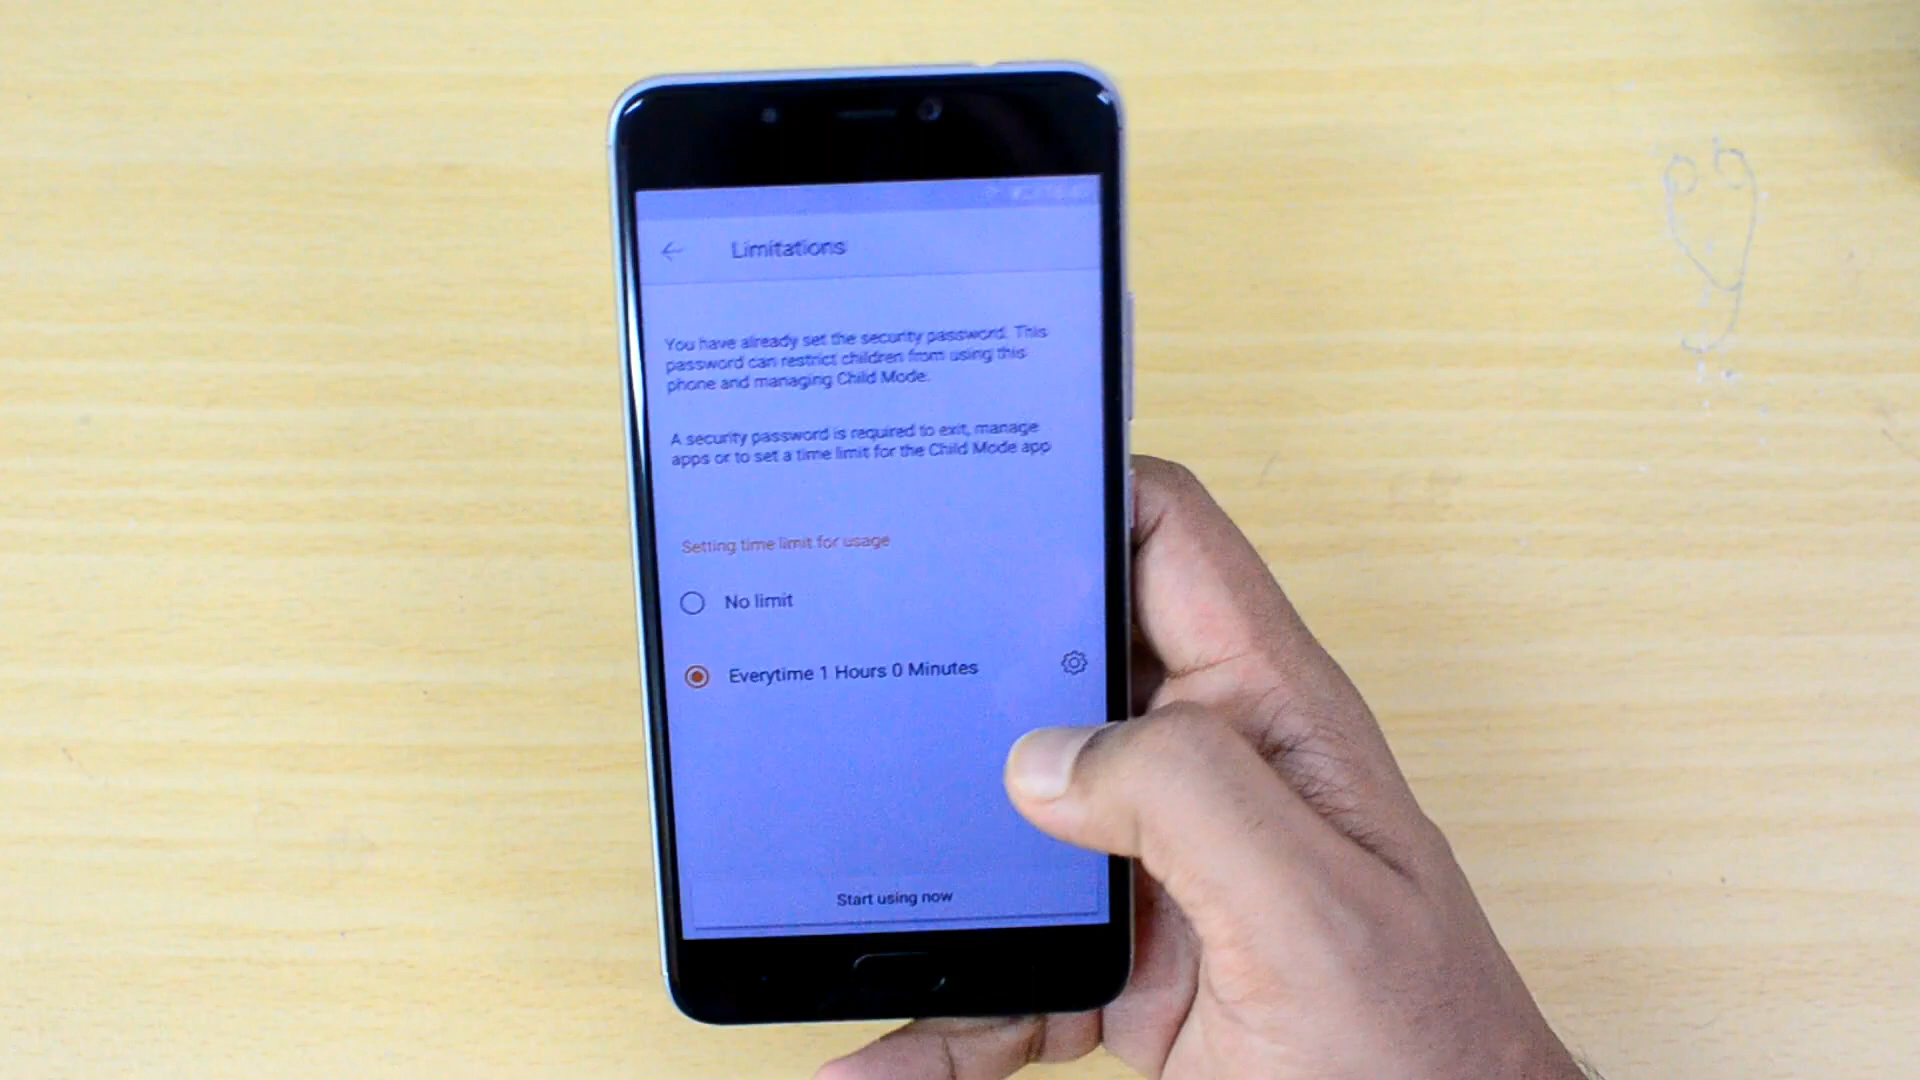 Limitations
You have already set the security password. This
password can restrict children from using this
phone and managing Child Mode.
A security password is required to exit, manage
apps or to set a time limit for the Child Mode app
Setting time limit for usage
No limit
Everytime 1 Hours 0 Minutes
Start using now